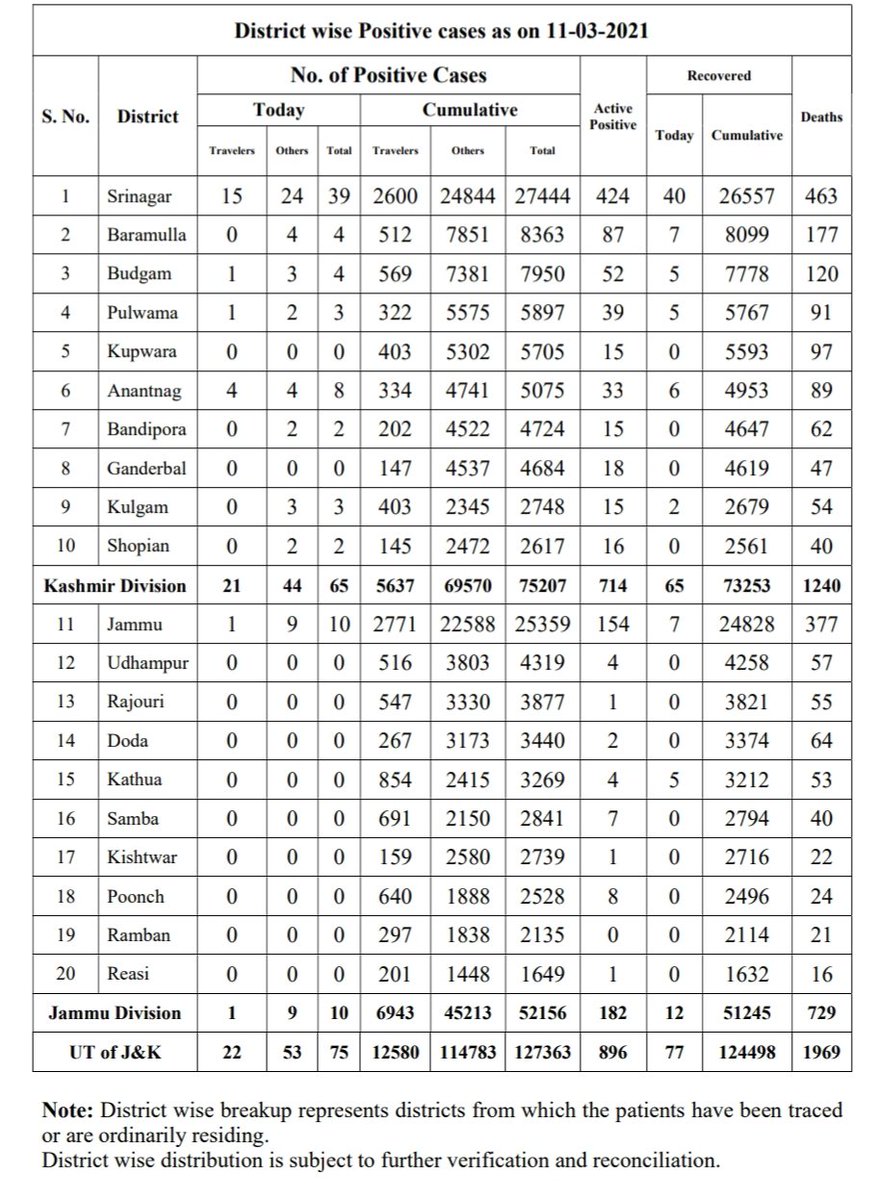 District wise Positive cases as on 11-03-2021
S. No. District No. of Positive Cases Active Positive Recovered Deaths
Today Cumulative Today Cumulative
Travelers Others Total Travelers Others Total
1 Srinagar 15 24 39 2600 24844 27444 424 40 26557 463
2 Baramulla 0 4 4 512 7851 8363 87 7 8099 177
3 Budgam 1 3 4 569 7381 7950 52 5 7778 120
4 Pulwama 1 2 3 322 5575 5897 39 5 5767 91
5 Kupwara 0 0 0 403 5302 5705 15 0 5593 97
6 Anantnag 4 4 8 334 4741 5075 33 6 4953 89
7 Bandipora 0 2 2 202 4522 4724 15 0 4647 62
8 Ganderbal 0 0 0 147 4537 4684 18 0 4619 47
9 Kulgam 0 3 3 403 2345 2748 15 2 2679 54
10 Shopian 0 2 2 145 2472 2617 16 0 2561 40
Kashmir Division 21 44 65 5637 69570 75207 714 65 73253 1240
11 Jammu 1 9 10 2771 22588 25359 154 7 24828 377
12 Udhampur 0 0 0 516 3803 4319 4 0 4258 57
13 Rajouri 0 0 0 547 3330 3877 1 0 3821 55
14 Doda 0 0 0 267 3173 3440 2 0 3374 64
15 Kathua 0 0 0 854 2415 3269 4 5 3212 53
16 Samba 0 0 0 691 2150 2841 7 0 2794 40
17 Kishtwar 0 0 0 159 2580 2739 1 0 2716 22
18 Poonch 0 0 0 640 1888 2528 8 0 2496 24
19 Ramban 0 0 0 297 1838 2135 0 0 2114 21
20 Reasi 0 0 0 201 1448 1649 1 0 1632 16
Jammu Division 1 9 10 6943 45213 52156 182 12 51245 729
UT of J&K 22 53 75 12580 114783 127363 896 77 124498 1969
Note: District wise breakup represents districts from which the patients have been traced
or are ordinarily residing.
District wise distribution is subject to further verification and reconciliation.